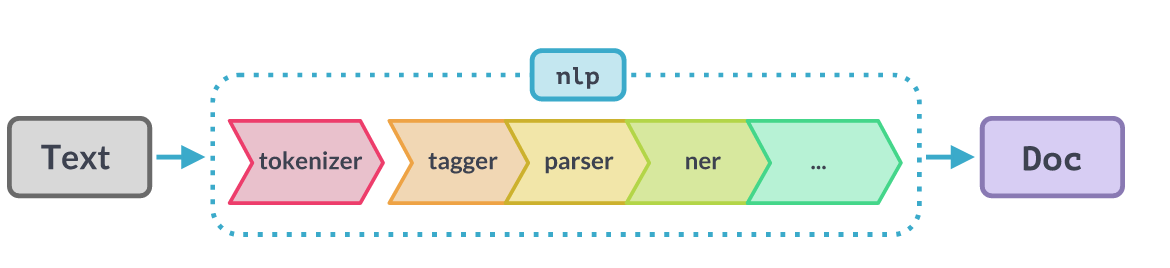 nlp
Text
tokenizer
tagger
parser
ner
...
Doc